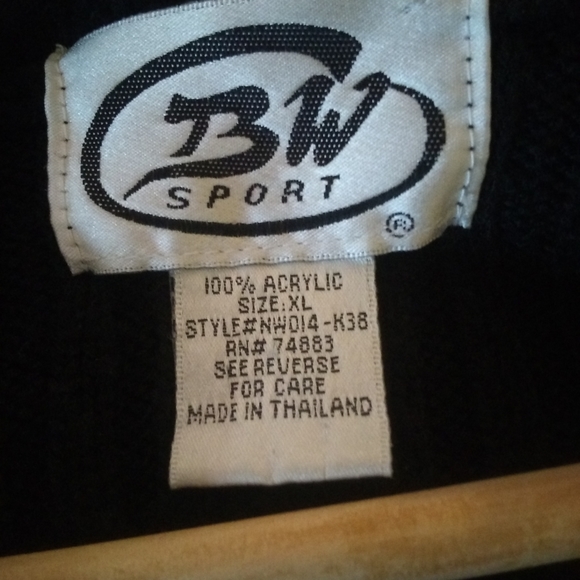 BW
SPORT
®
100% ACRYLIC
SIZE:XL
STYLE#NW014-K38
RN# 74883
SEE REVERSE
FOR CARE
MADE IN THAILAND